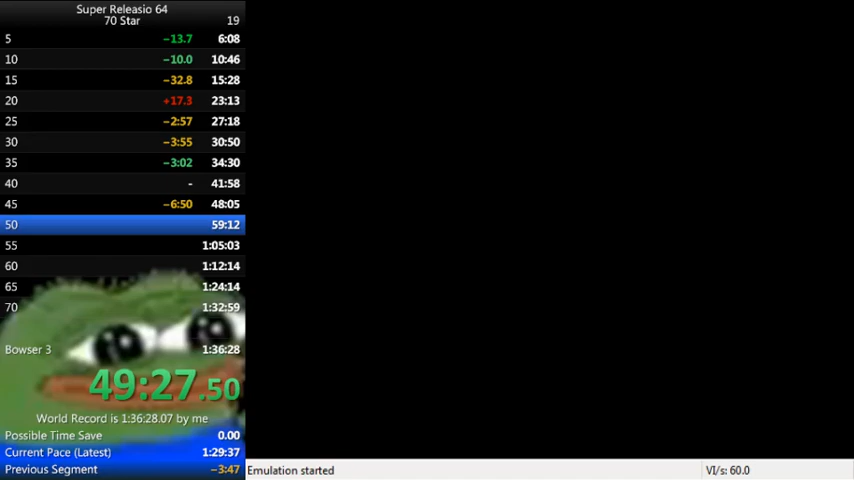 Super Releasio 64
70 Star 19
5 −13.7 6:08
10 −10.0 10:46
15 −32.8 15:28
20 +17.3 23:13
25 −2:57 27:18
30 −3:55 30:50
35 −3:02 34:30
40 - 41:58
45 −6:50 48:05
50 59:12
55 1:05:03
60 1:12:14
65 1:24:14
70 1:32:59
Bowser 3 1:36:28
49:27.50
World Record is 1:36:28.07 by me
Possible Time Save 0.00
Current Pace (Latest) 1:29:37
Previous Segment −3:47
Emulation started VI/s: 60.0